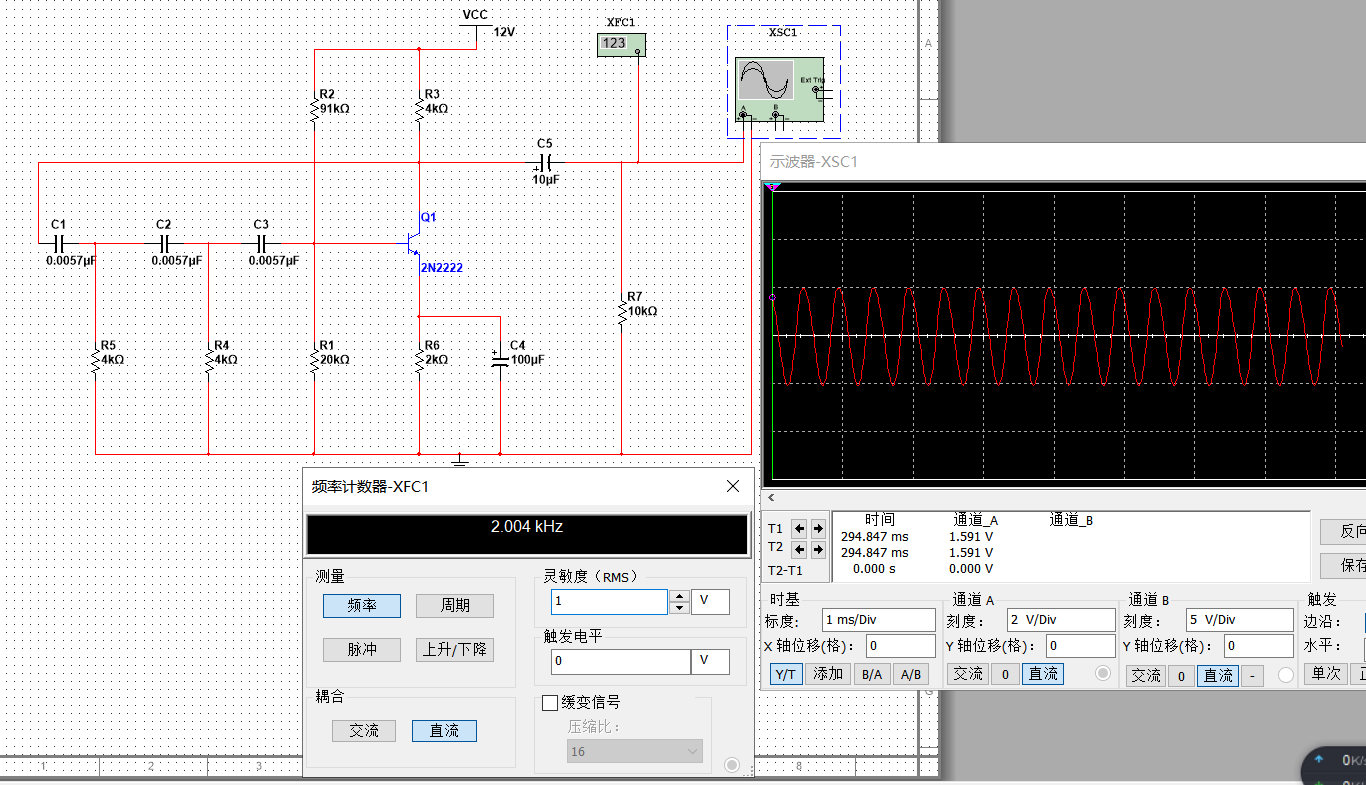 VCC
12V
XFC1
123
XSC1
Ext Trig
A
B
R2
91kΩ
R3
4kΩ
C5
10µF
示波器-XSC1
C1
0.0057µF
C2
0.0057µF
C3
0.0057µF
Q1
2N2222
R7
10kΩ
R5
4kΩ
R4
4kΩ
R1
20kΩ
R6
2kΩ
C4
100µF
A
频率计数器-XFC1
2.004 kHz
测量
频率
周期
脉冲
上升/下降
耦合
交流
直流
灵敏度（RMS）
1
V
触发电平
0
V
缓变信号
压缩比：
16
时间 通道_A 通道_B
T1 294.847 ms 1.591 V
T2 294.847 ms 1.591 V
T2-T1 0.000 s 0.000 V
反向
保存
时基
标度： 1 ms/Div
X 轴位移(格)： 0
Y/T 添加 B/A A/B
通道 A
刻度： 2 V/Div
Y 轴位移(格)： 0
交流 0 直流
通道 B
刻度： 5 V/Div
Y 轴位移(格)： 0
交流 0 直流 -
触发
边沿：
水平：
单次
G
1
2
3
8
0K/s